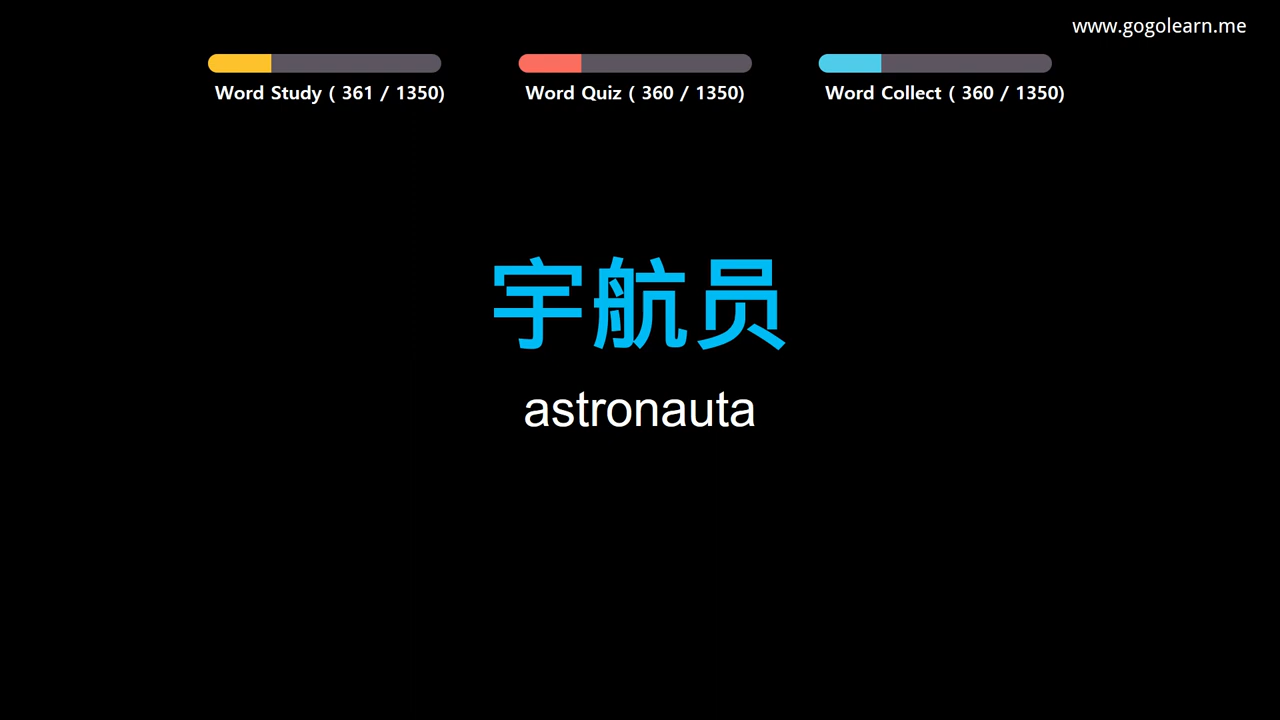 www.gogolearn.me
Word Study ( 361 / 1350)
Word Quiz ( 360 / 1350)
Word Collect ( 360 / 1350)
宇航员
astronauta